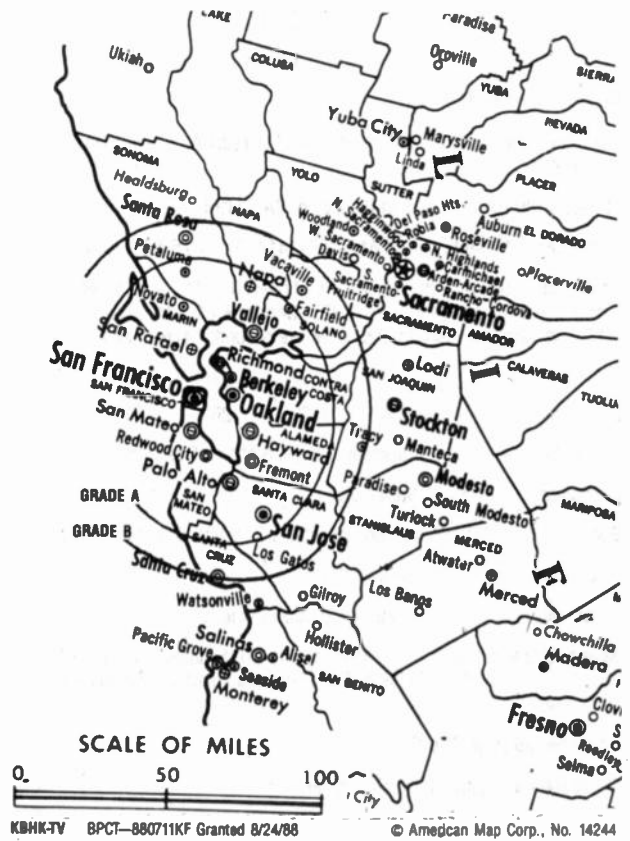 LAKE
Paradise
Ukiah
COLUSA
Oroville
SIERRA
YUBA
NEVADA
Yuba City
Marysville
Linda
SONOMA
YOLO
SUTTER
PLACER
Healdsburg
Santa Rosa
NAPA
Del Paso Hts.
Robla
Hagginwood
N. Sacramento
Woodland
W. Sacramento
Davis
Auburn
EL DORADO
Roseville
N. Highlands
Carmichael
Arden-Arcade
Rancho Cordova
Placerville
Petaluma
Napa
Vacaville
S. Sacramento-Fruitridge
Sacramento
Novato
MARIN
Vallejo
Fairfield
SOLANO
SACRAMENTO
AMADOR
San Rafael
Richmond
CONTRA COSTA
Lodi
CALAVERAS
San Francisco
SAN FRANCISCO
Berkeley
Oakland
SAN JOAQUIN
TUOLU
Stockton
San Mateo
ALAMEDA
Hayward
Tracy
Manteca
Redwood City
Fremont
Palo Alto
Paradise
Modesto
GRADE A
SAN MATEO
SANTA CLARA
South Modesto
MARIPOSA
GRADE B
San Jose
STANISLAUS
Turlock
SANTA CRUZ
Los Gatos
MERCED
Atwater
Santa Cruz
Merced
Watsonville
Gilroy
Los Banos
Hollister
Chowchilla
Salinas
Alisal
Madera
Pacific Grove
Seaside
SAN BENITO
Monterey
Fresno
Clovi
SCALE OF MILES
Reedley
Selma
0 50 100
City
KBHK-TV BPCT—880711KF Granted 8/24/88 © American Map Corp., No. 14244